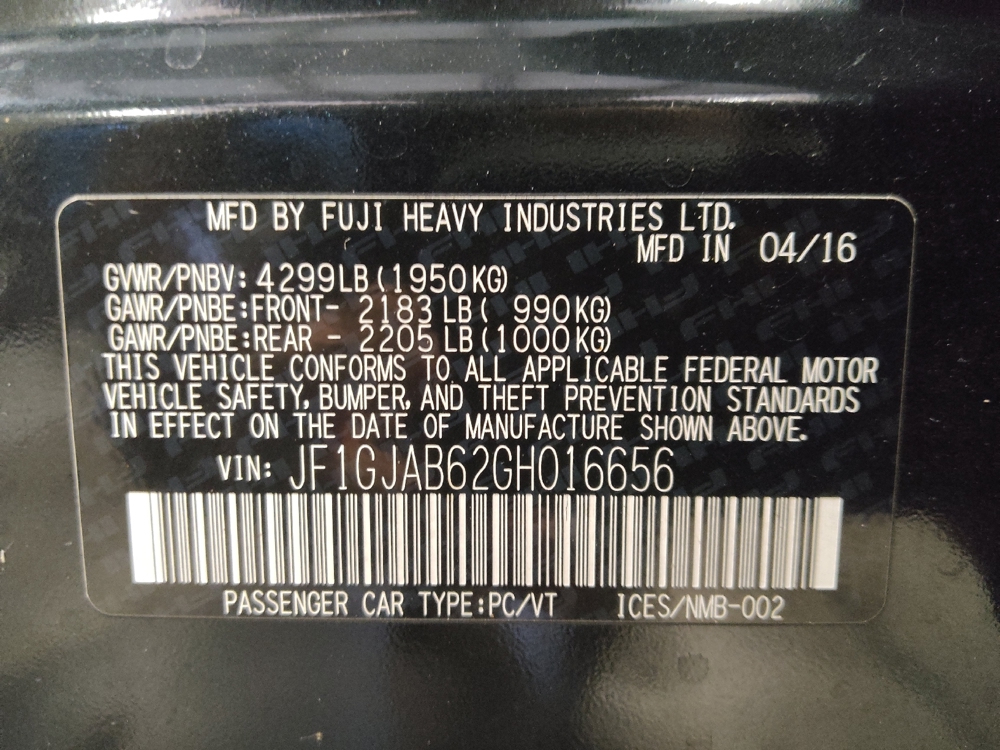 MFD BY FUJI HEAVY INDUSTRIES LTD.
MFD IN 04/16
GVWR/PNBV: 4299LB (1950KG)
GAWR/PNBE:FRONT- 2183 LB ( 990KG)
GAWR/PNBE:REAR - 2205 LB (1000KG)
THIS VEHICLE CONFORMS TO ALL APPLICABLE FEDERAL MOTOR
VEHICLE SAFETY, BUMPER, AND THEFT PREVENTION STANDARDS
IN EFFECT ON THE DATE OF MANUFACTURE SHOWN ABOVE.
VIN: JF1GJAB62GH016656
PASSENGER CAR TYPE:PC/VT ICES/NMB-002